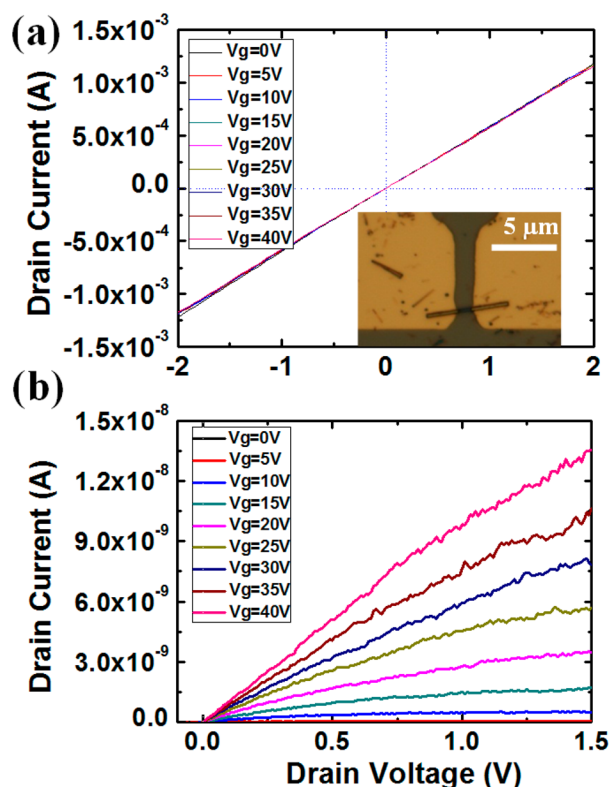 (a)
1.5x10⁻³
1.0x10⁻³
5.0x10⁻⁴
0.0
-5.0x10⁻⁴
-1.0x10⁻³
-1.5x10⁻³
Drain Current (A)
Vg=0V
Vg=5V
Vg=10V
Vg=15V
Vg=20V
Vg=25V
Vg=30V
Vg=35V
Vg=40V
5 μm
-2 -1 0 1 2
(b)
1.5x10⁻⁸
1.2x10⁻⁸
9.0x10⁻⁹
6.0x10⁻⁹
3.0x10⁻⁹
0.0
Drain Current (A)
Vg=0V
Vg=5V
Vg=10V
Vg=15V
Vg=20V
Vg=25V
Vg=30V
Vg=35V
Vg=40V
0.0 0.5 1.0 1.5
Drain Voltage (V)